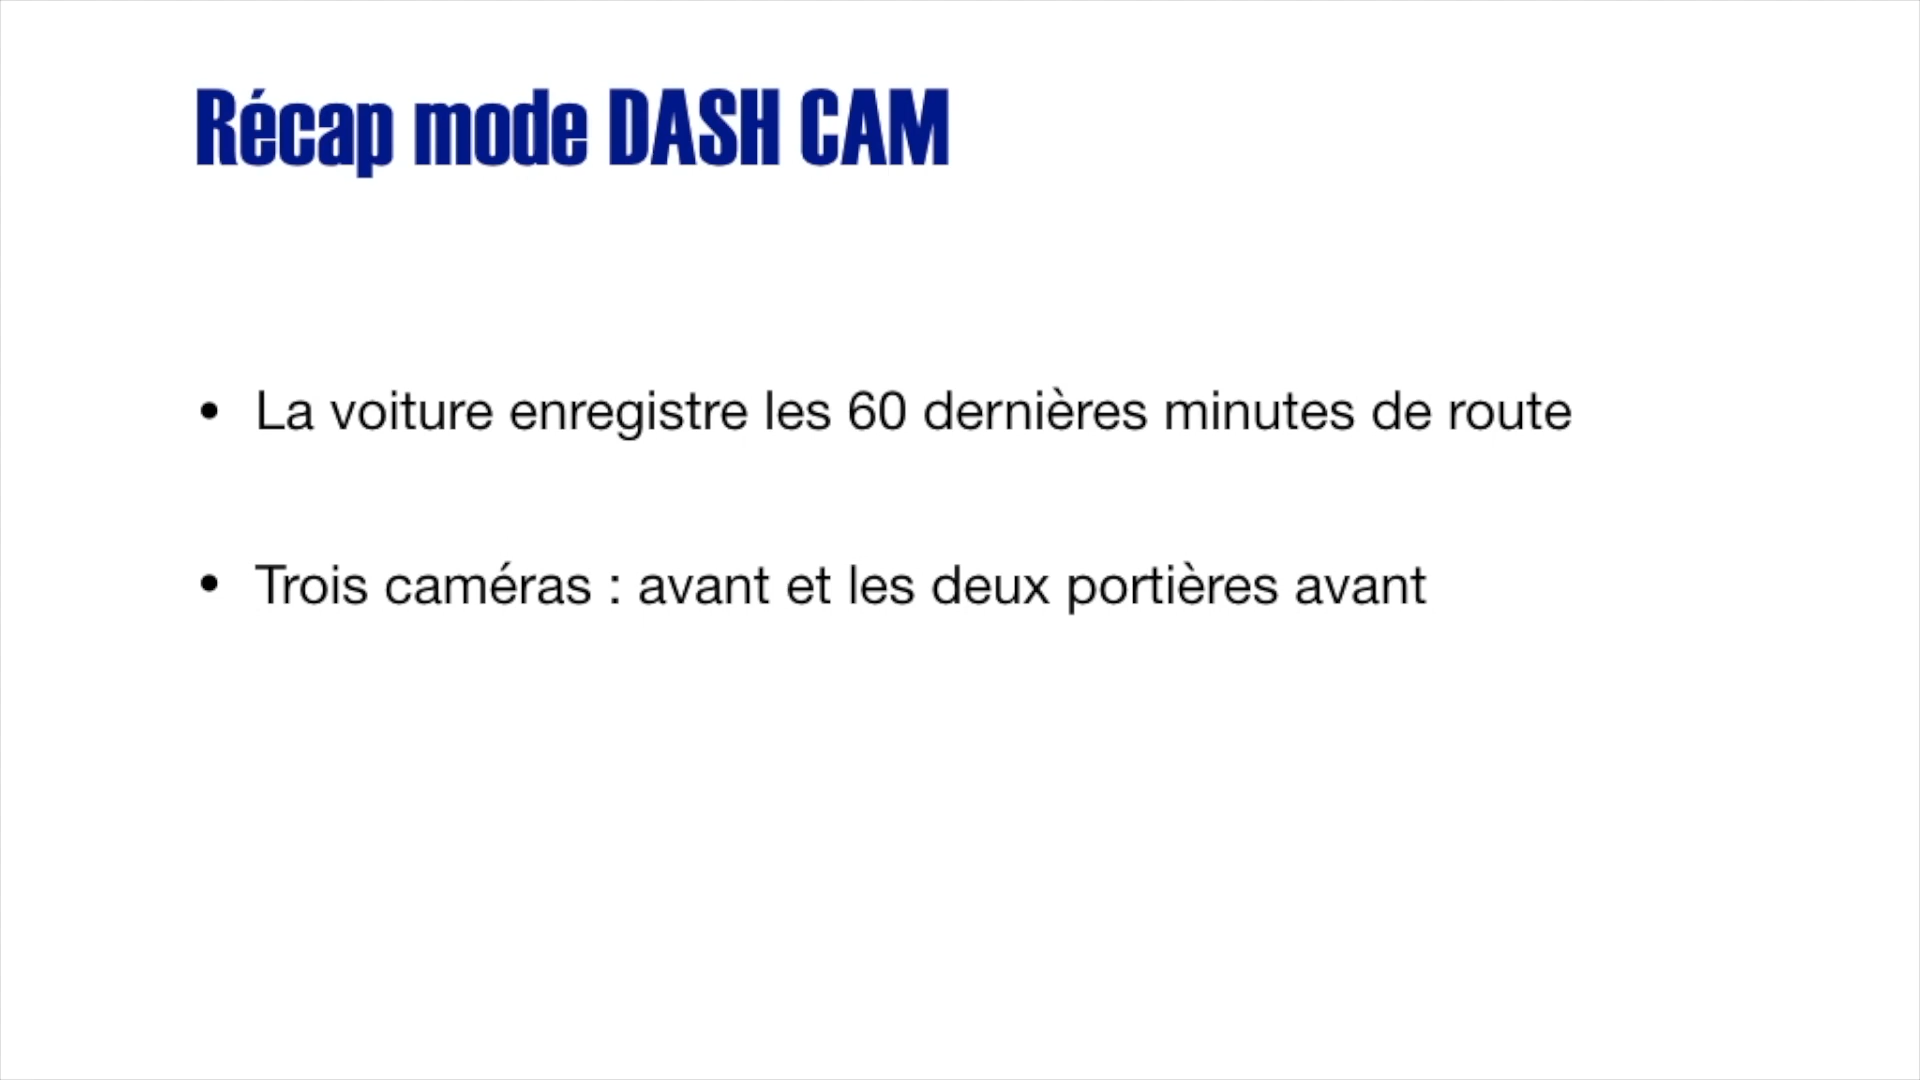 Récap mode DASH CAM
• La voiture enregistre les 60 dernières minutes de route
• Trois caméras : avant et les deux portières avant